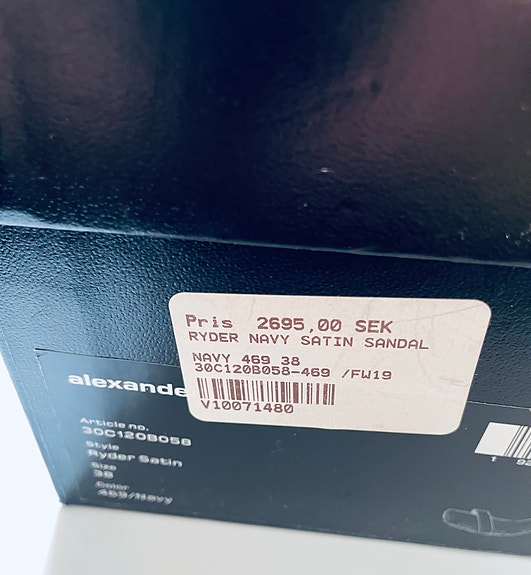 Pris 2695,00 SEK
RYDER NAVY SATIN SANDAL
NAVY 469 38
30C120B058-469 /FW19
V10071480
alexande
Article no.
30C120B058
Style
Ryder Satin
Size
38
Color
469/Navy